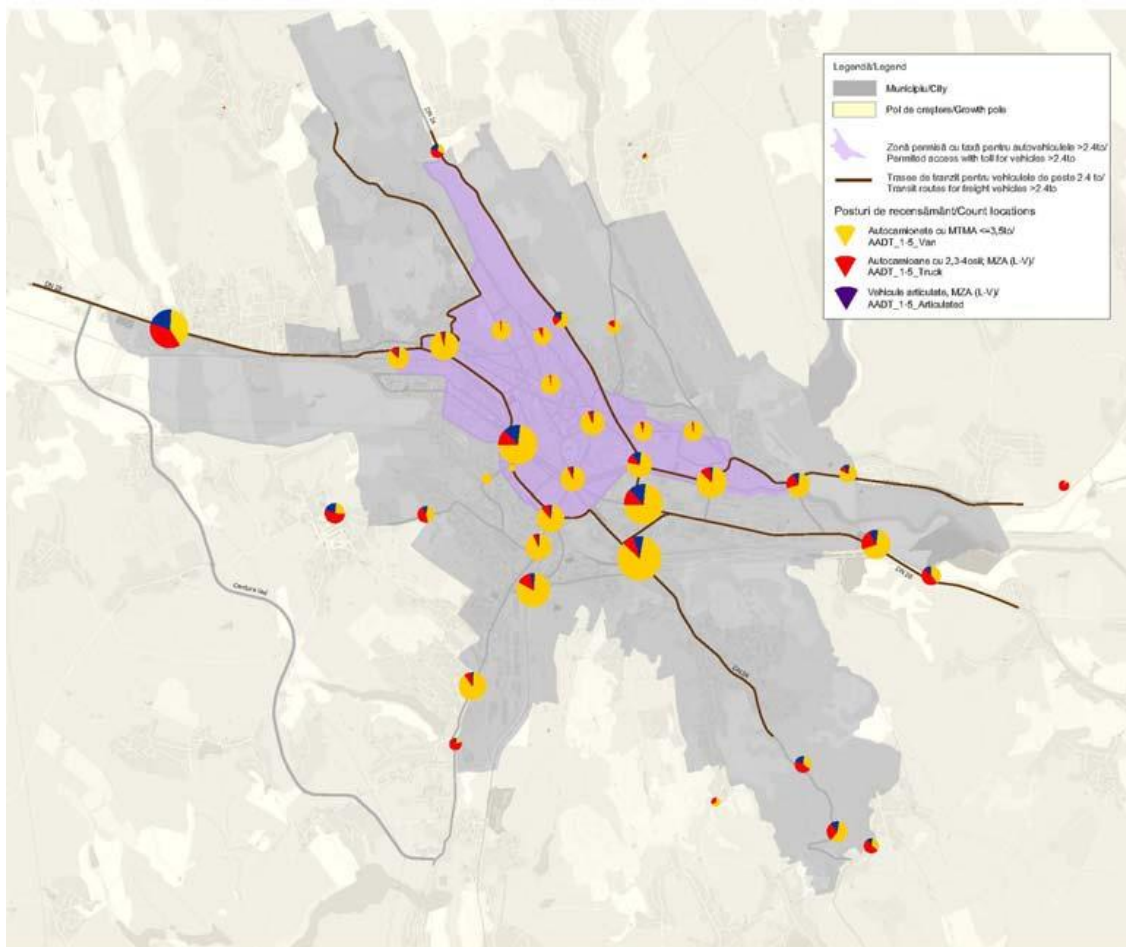 Legendă/Legend
Municipiu/City
Pol de creștere/Growth pole
Zonă permisă cu taxă pentru autovehiculele >2.4to/
Permitted access with toll for vehicles >2.4to
Trasee de tranzit pentru vehiculele de peste 2.4 to/
Transit routes for freight vehicles >2.4to
Posturi de recensământ/Count locations
Autocamionete cu MTMA <=3,5to/
AADT_1-5_Van
Autocamioane cu 2,3-4osii; MZA (L-V)/
AADT_1-5_Truck
Vehicule articulate, MZA (L-V)/
AADT_1-5_Articulated
DN 24
DN 28
DN 28
Centura Iași
DN24